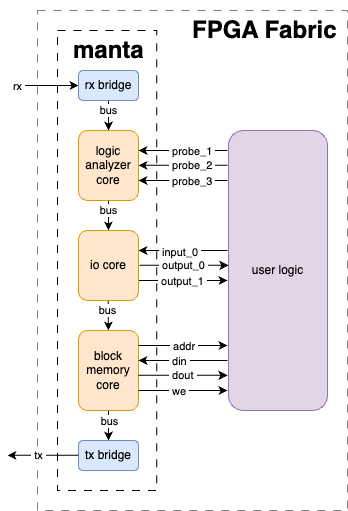 FPGA Fabric
manta
rx
rx bridge
bus
logic
analyzer
core
probe_1
probe_2
probe_3
bus
io core
input_0
output_0
output_1
user logic
bus
block
memory
core
addr
din
dout
we
bus
tx
tx bridge